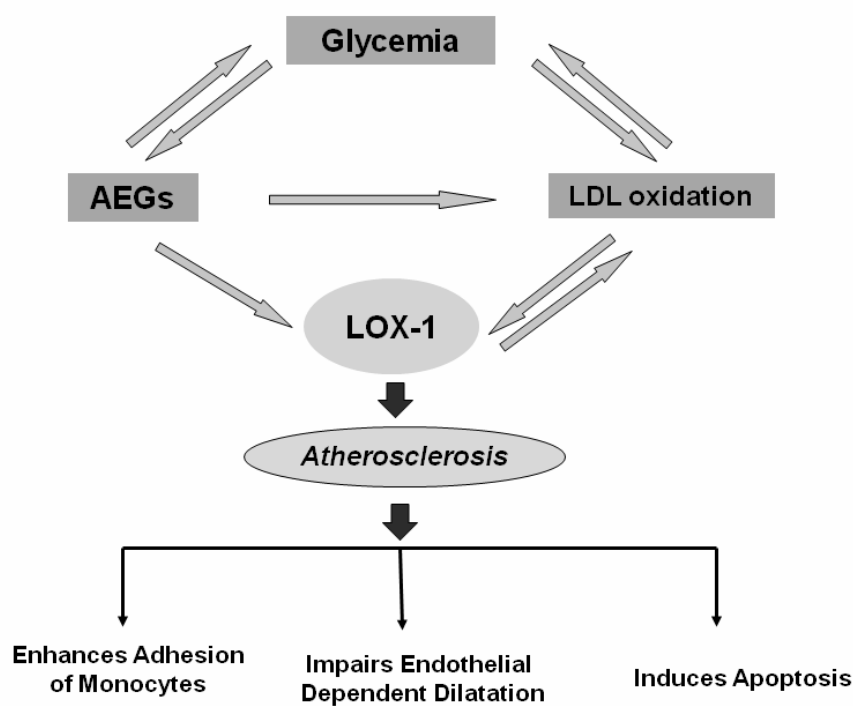 Glycemia
AEGs
LDL oxidation
LOX-1
Atherosclerosis
Enhances Adhesion
of Monocytes
Impairs Endothelial
Dependent Dilatation
Induces Apoptosis